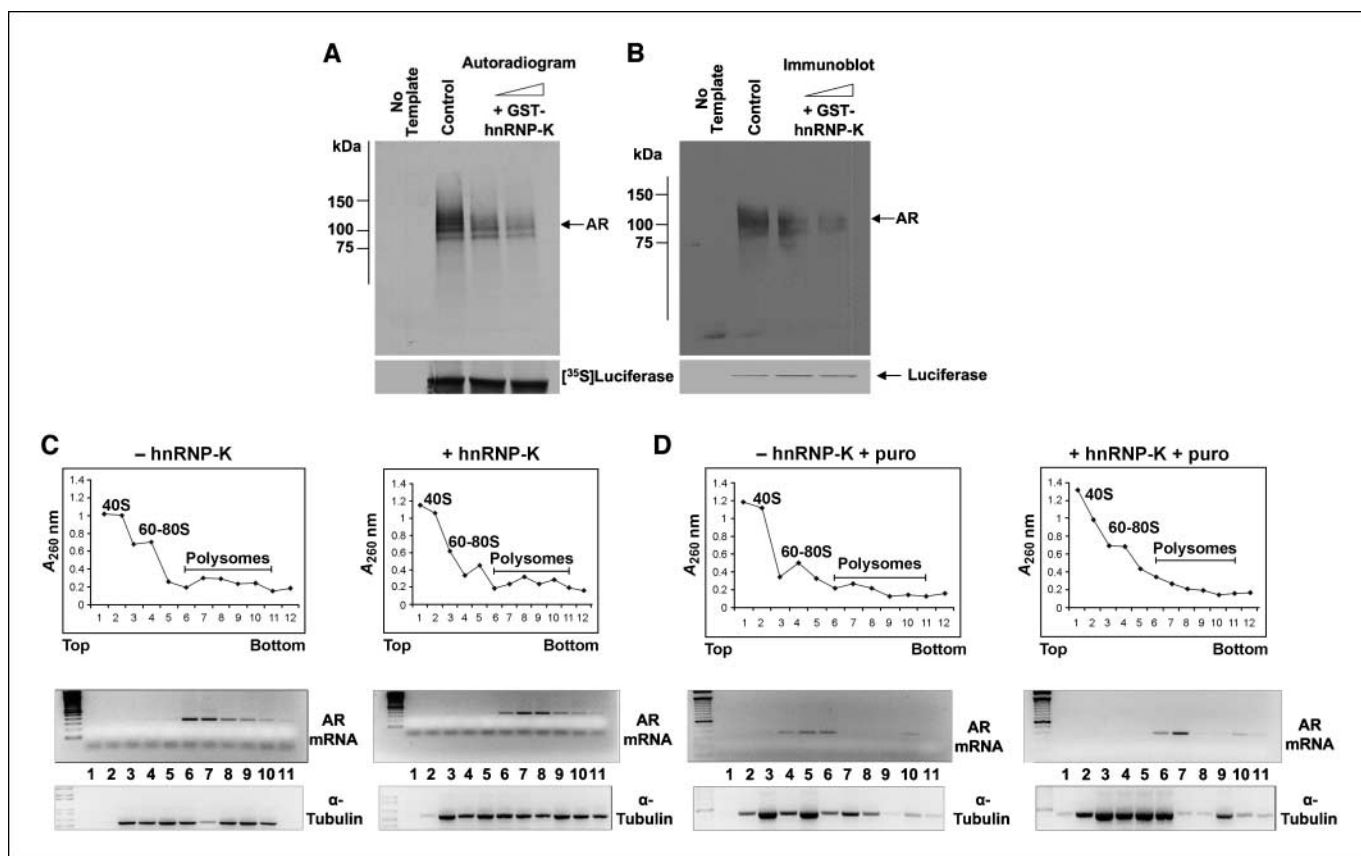 A
Autoradiogram
No Template
Control
+ GST-
hnRNP-K
kDa
150
100
75
AR
[³⁵S]Luciferase
B
Immunoblot
No Template
Control
+ GST-
hnRNP-K
kDa
150
100
75
AR
Luciferase
C
– hnRNP-K
A260 nm
1.4
1.2
1
0.8
0.6
0.4
0.2
0
40S
60-80S
Polysomes
1 2 3 4 5 6 7 8 9 10 11 12
Top Bottom
AR
mRNA
1 2 3 4 5 6 7 8 9 10 11
α-
Tubulin
+ hnRNP-K
1.4
1.2
1
0.8
0.6
0.4
0.2
0
40S
60-80S
Polysomes
1 2 3 4 5 6 7 8 9 10 11 12
Top Bottom
AR
mRNA
1 2 3 4 5 6 7 8 9 10 11
α-
Tubulin
D
– hnRNP-K + puro
A260 nm
1.4
1.2
1
0.8
0.6
0.4
0.2
0
40S
60-80S
Polysomes
1 2 3 4 5 6 7 8 9 10 11 12
Top Bottom
AR
mRNA
1 2 3 4 5 6 7 8 9 10 11
α-
Tubulin
+ hnRNP-K + puro
1.4
1.2
1
0.8
0.6
0.4
0.2
0
40S
60-80S
Polysomes
1 2 3 4 5 6 7 8 9 10 11 12
Top Bottom
AR
mRNA
1 2 3 4 5 6 7 8 9 10 11
α-
Tubulin